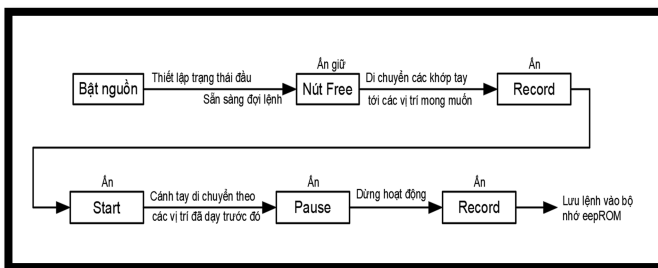 Ấn giữ
Ấn
Bật nguồn
Thiết lập trạng thái đầu
Sẵn sàng đợi lệnh
Nút Free
Di chuyển các khớp tay
tới các vị trí mong muốn
Record
Ấn
Ấn
Ấn
Start
Cánh tay di chuyển theo
các vị trí đã dạy trước đó
Pause
Dừng hoạt động
Record
Lưu lệnh vào bộ
nhớ eepROM